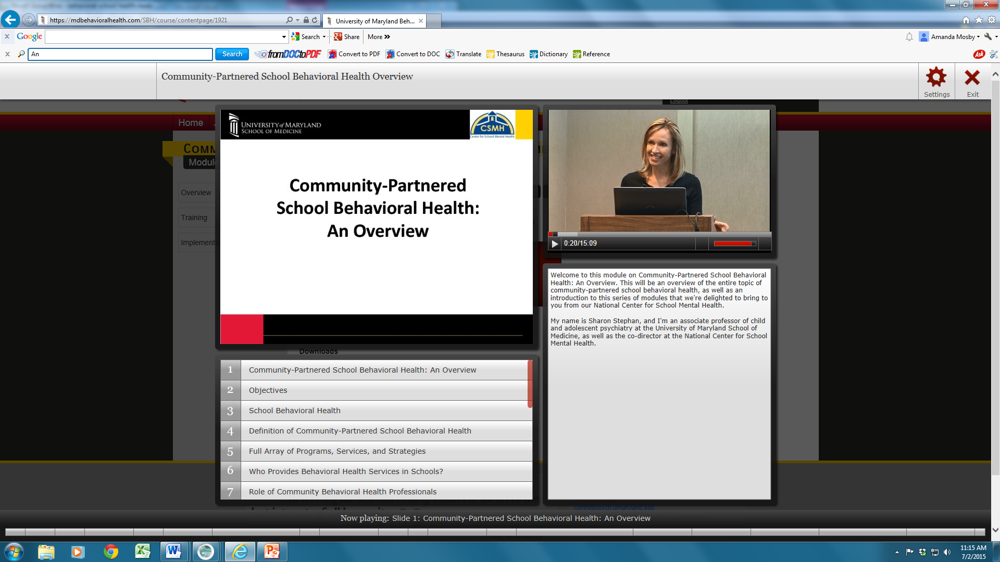 https://mdbehavioralhealth.com/SBH/course/contentpage/1921
University of Maryland Beh...
Google
Search
Share
More »
Amanda Mosby
An
Search
fromDOCtoPDF
Convert to PDF
Convert to DOC
Translate
Thesaurus
Dictionary
Reference
Ask
Community-Partnered School Behavioral Health Overview
Settings
Exit
Logout
Home
COMM
Modul
Overview
Training
Implement
UNIVERSITY of MARYLAND
SCHOOL OF MEDICINE
CSMH
Center for School Mental Health
Community-Partnered
School Behavioral Health:
An Overview
0:20/15:09
Welcome to this module on Community-Partnered School Behavioral
Health: An Overview. This will be an overview of the entire topic of
community-partnered school behavioral health, as well as an
introduction to this series of modules that we're delighted to bring to
you from our National Center for School Mental Health.
My name is Sharon Stephan, and I'm an associate professor of child
and adolescent psychiatry at the University of Maryland School of
Medicine, as well as the co-director at the National Center for School
Mental Health.
Downloads
1 Community-Partnered School Behavioral Health: An Overview
2 Objectives
3 School Behavioral Health
4 Definition of Community-Partnered School Behavioral Health
5 Full Array of Programs, Services, and Strategies
6 Who Provides Behavioral Health Services in Schools?
7 Role of Community Behavioral Health Professionals
csmh@psych.umaryland.edu
Now playing: Slide 1: Community-Partnered School Behavioral Health: An Overview
11:15 AM
7/2/2015